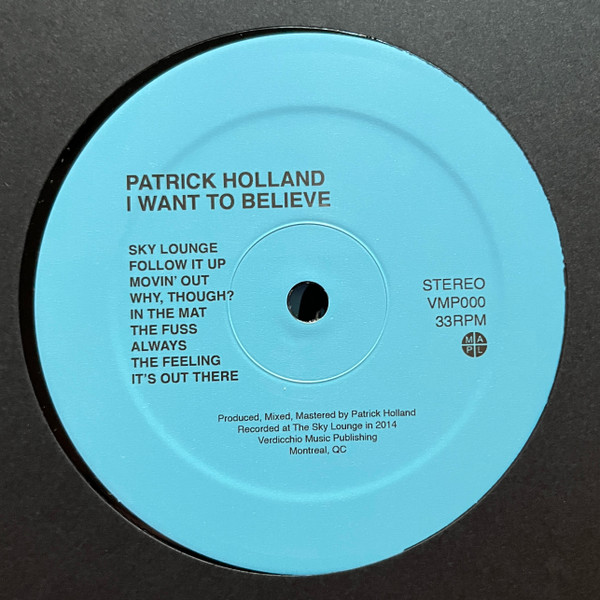 PATRICK HOLLAND
I WANT TO BELIEVE
SKY LOUNGE
FOLLOW IT UP
MOVIN' OUT
WHY, THOUGH?
IN THE MAT
THE FUSS
ALWAYS
THE FEELING
IT'S OUT THERE
STEREO
VMP000
33RPM
M A
P L
Produced, Mixed, Mastered by Patrick Holland
Recorded at The Sky Lounge in 2014
Verdicchio Music Publishing
Montreal, QC